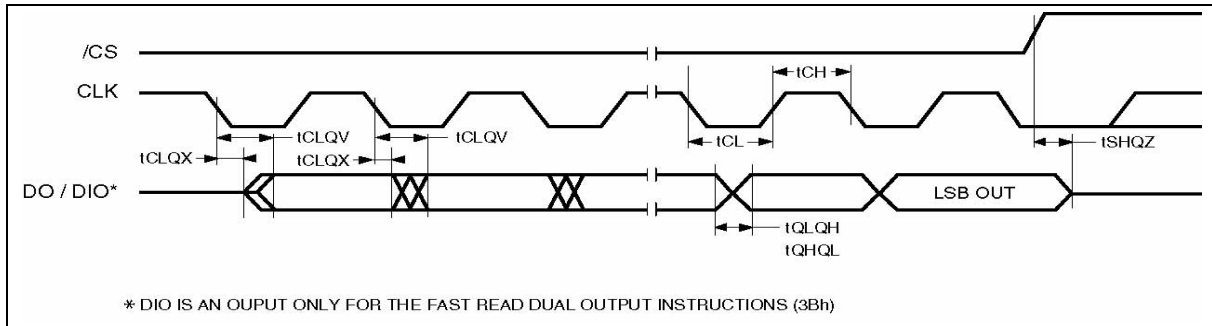 /CS
CLK
tCH
tCLQV
tCLQV
tCLQX
tCLQX
tCL
tSHQZ
DO / DIO*
LSB OUT
tQLQH
tQHQL
* DIO IS AN OUPUT ONLY FOR THE FAST READ DUAL OUTPUT INSTRUCTIONS (3Bh)